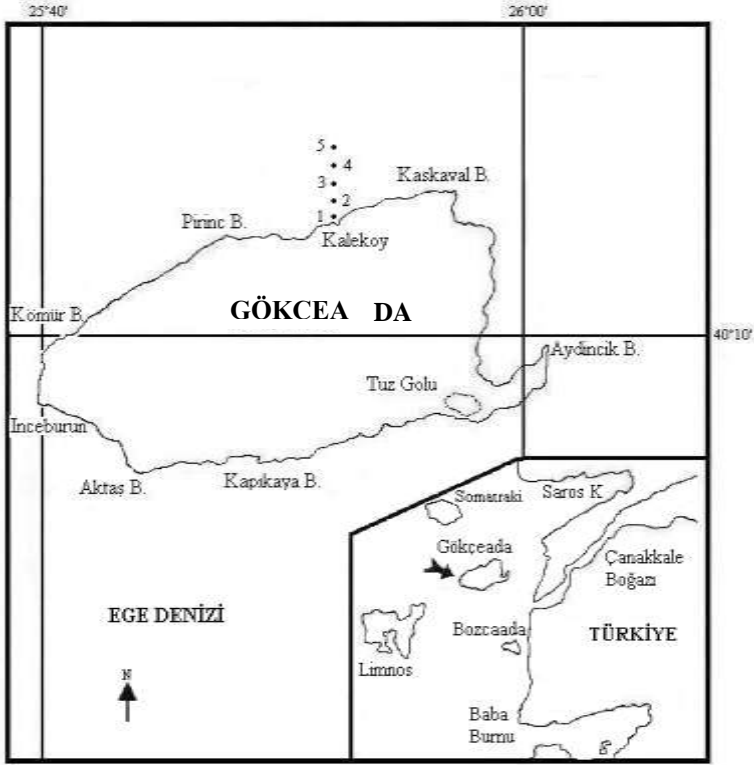 25°40' 26°00'
5
4
3
2
1
Kaskaval B.
Pirinc B.
Kalekoy
Kömür B.
GÖKCEA DA
40°10'
Aydincik B.
Tuz Golu
Inceburun
Aktaş B.
Kapıkaya B.
Somatraki
Saros K
Gökçeada
Çanakkale
Boğazı
EGE DENİZİ
Bozcaada
TÜRKİYE
Limnos
N
Baba
Burnu